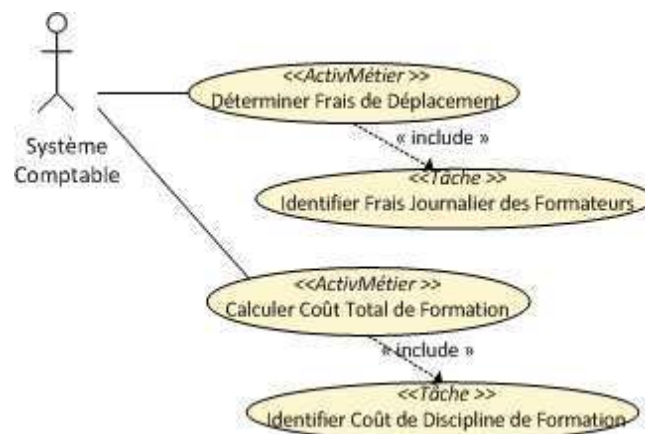 <<ActivMétier >>
Déterminer Frais de Déplacement
« include »
Système
Comptable
<<Tâche >>
Identifier Frais Journalier des Formateurs
<<ActivMétier >>
Calculer Coût Total de Formation
« include »
<<Tâche >>
Identifier Coût de Discipline de Formation